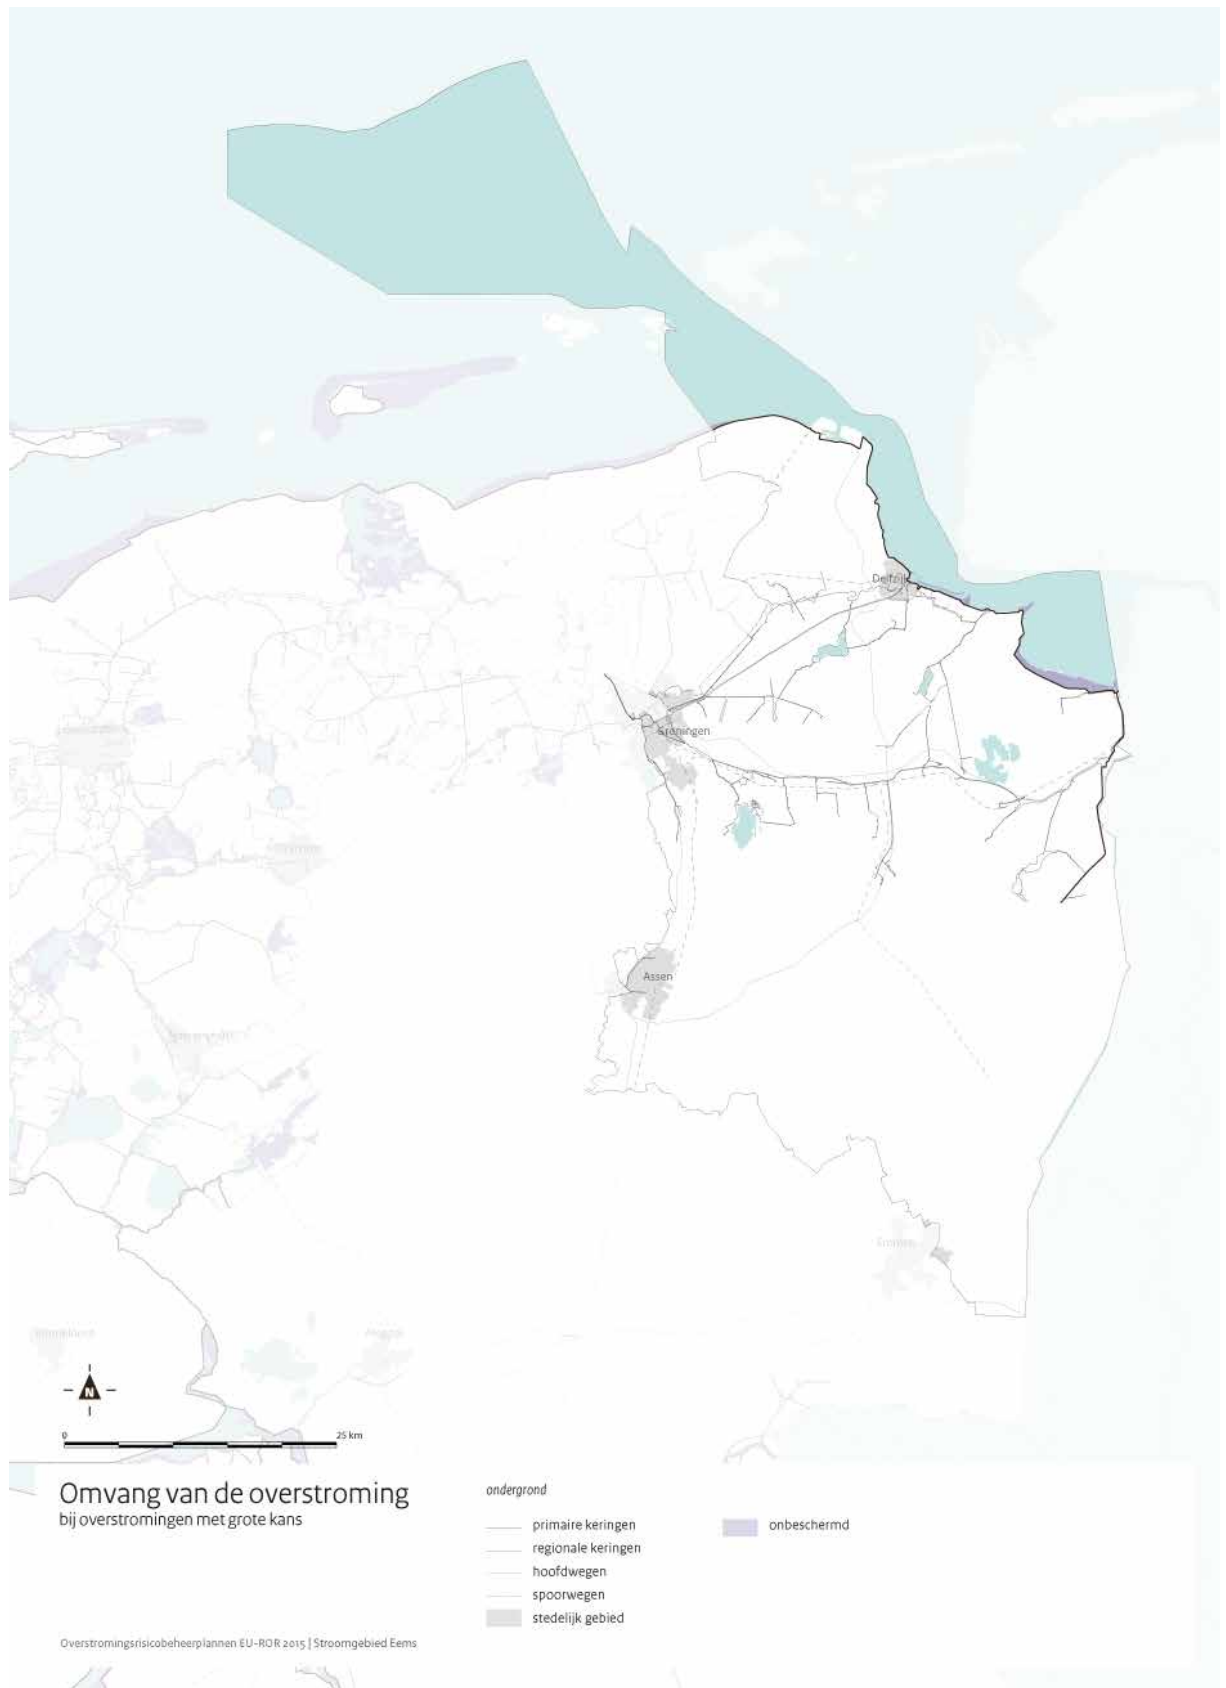 Delfzijl
Groningen
Assen
Emmen
N
0
25 km
Omvang van de overstroming
bij overstromingen met grote kans
ondergrond
primaire keringen
regionale keringen
hoofdwegen
spoorwegen
stedelijk gebied
onbeschermd
Overstromingsrisicobeheerplannen EU-ROR 2015 | Stroomgebied Eems